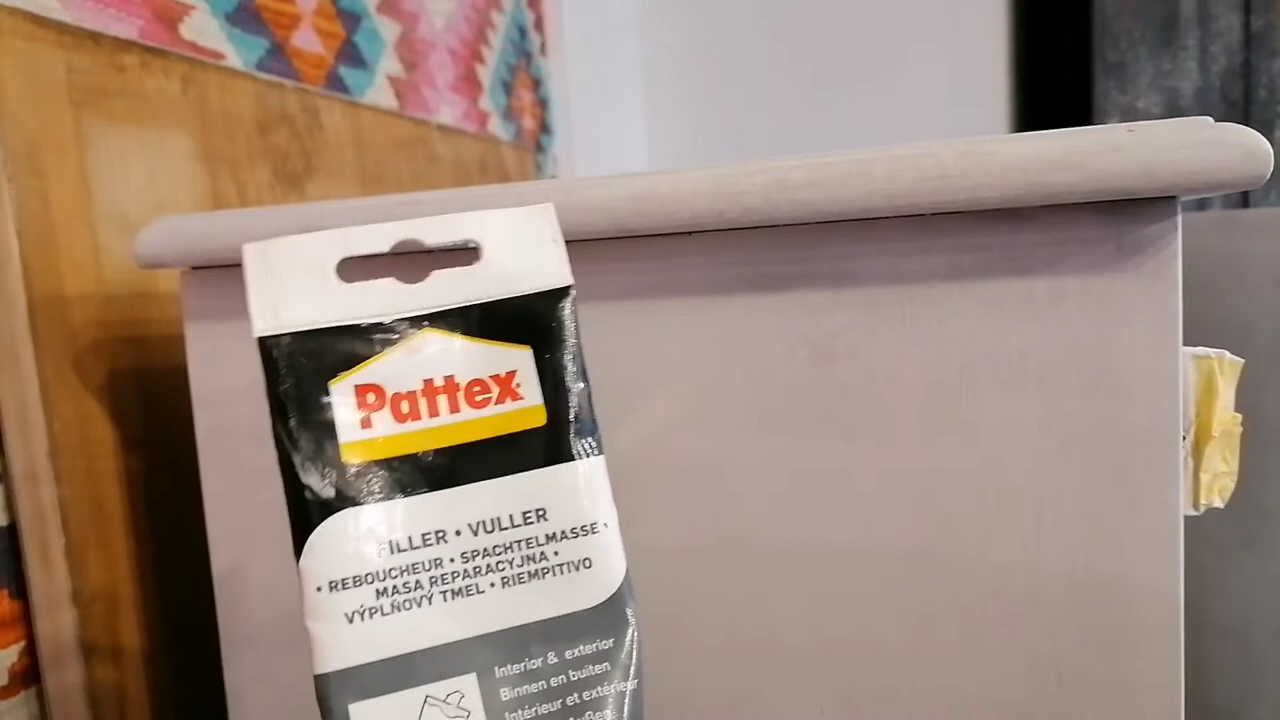 Pattex
FILLER • VULLER
• REBOUCHEUR • SPACHTELMASSE •
MASA REPARACYJNA •
VÝPLŇOVÝ TMEL • RIEMPITIVO
Interior & exterior
Binnen en buiten
Intérieur et extérieur